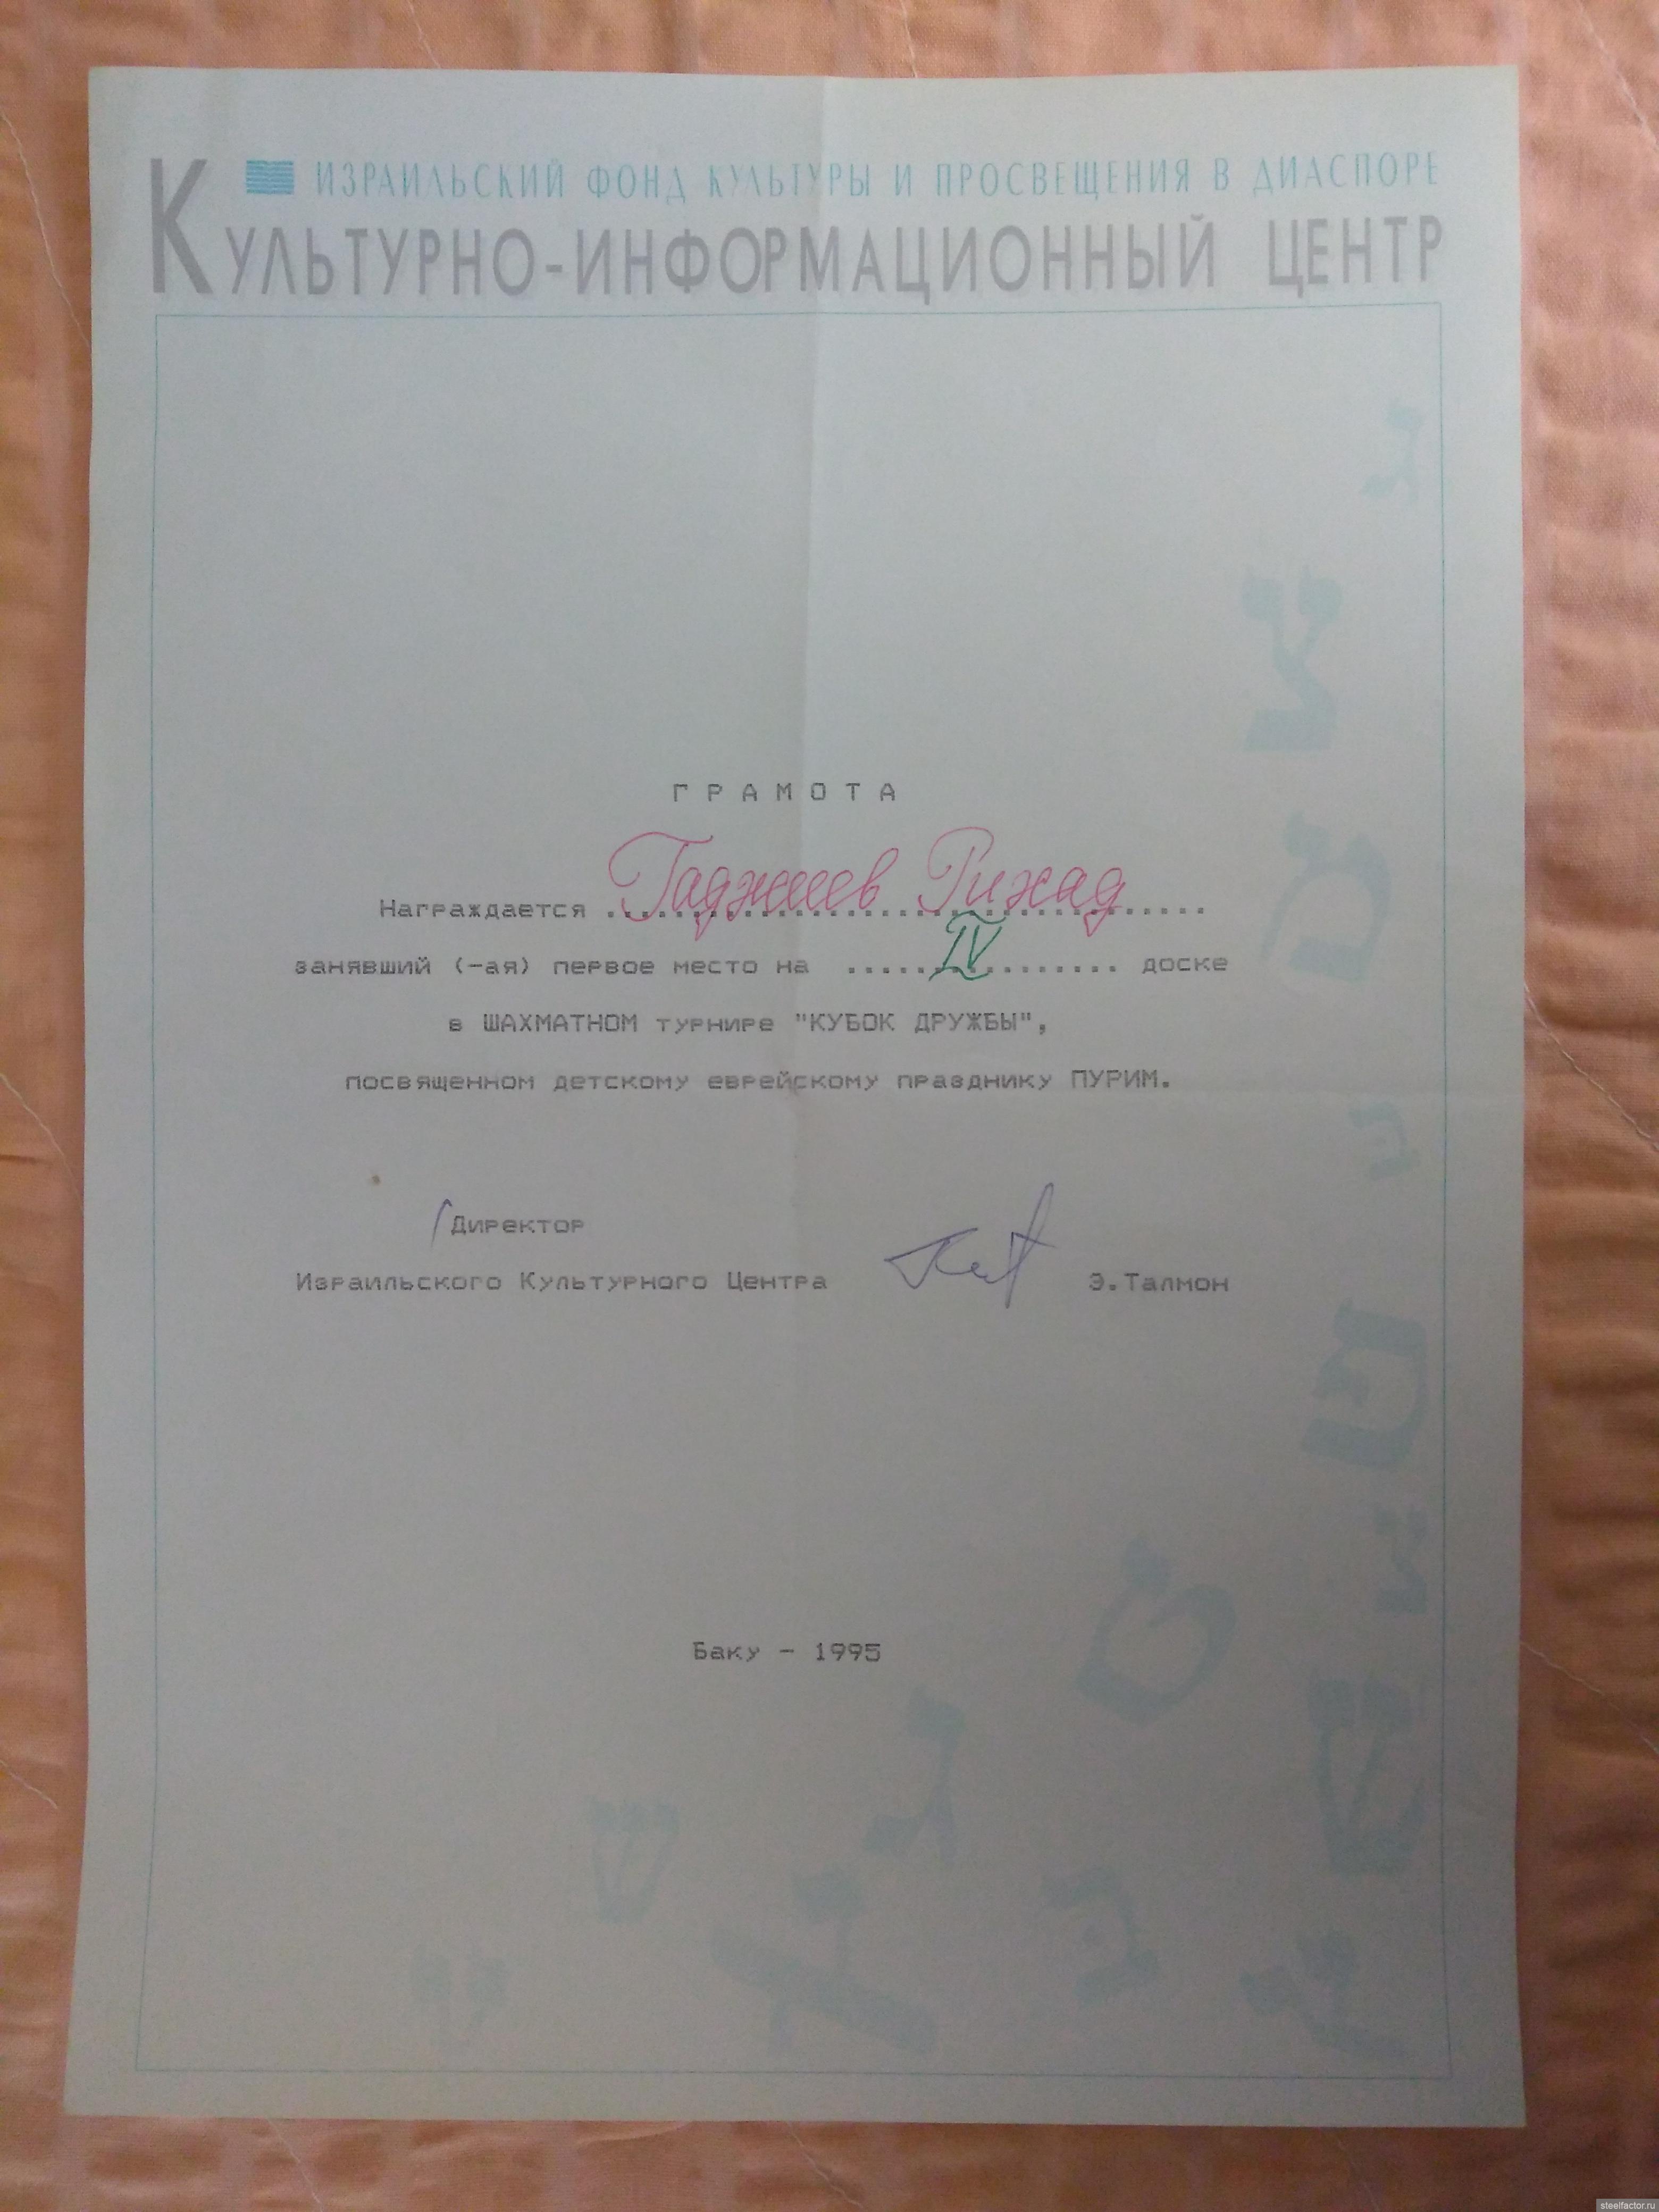 ИЗРАИЛЬСКИЙ ФОНД КУЛЬТУРЫ И ПРОСВЕЩЕНИЯ В ДИАСПОРЕ
КУЛЬТУРНО-ИНФОРМАЦИОННЫЙ ЦЕНТР
ГРАМОТА
Награждается Гаджиев Рихад
занявший (-ая) первое место на IV доске
в ШАХМАТНОМ турнире "КУБОК ДРУЖБЫ",
посвященном детскому еврейскому празднику ПУРИМ.
Директор
Израильского Культурного Центра Э.Талмон
Баку - 1995
steelfactor.ru